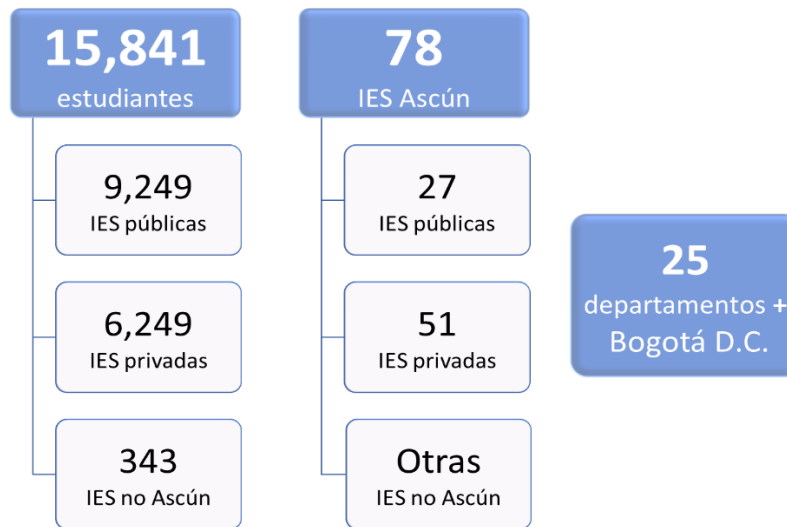 15,841
estudiantes
9,249
IES públicas
6,249
IES privadas
343
IES no Ascún
78
IES Ascún
27
IES públicas
51
IES privadas
Otras
IES no Ascún
25
departamentos +
Bogotá D.C.